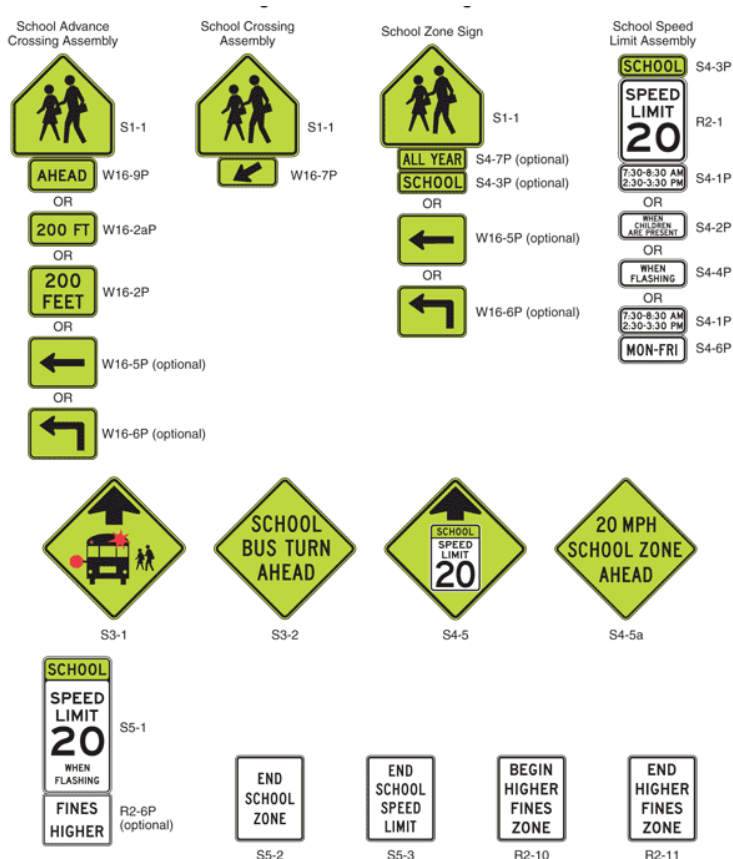 School Advance
Crossing Assembly
S1-1
AHEAD W16-9P
OR
200 FT W16-2aP
OR
200
FEET
W16-2P
OR
W16-5P (optional)
OR
W16-6P (optional)
School Crossing
Assembly
S1-1
W16-7P
School Zone Sign
S1-1
ALL YEAR S4-7P (optional)
SCHOOL S4-3P (optional)
OR
W16-5P (optional)
OR
W16-6P (optional)
School Speed
Limit Assembly
SCHOOL S4-3P
SPEED
LIMIT
20
R2-1
7:30-8:30 AM
2:30-3:30 PM
S4-1P
OR
WHEN
CHILDREN
ARE PRESENT
S4-2P
OR
WHEN
FLASHING
S4-4P
OR
7:30-8:30 AM
2:30-3:30 PM
S4-1P
MON-FRI S4-6P
S3-1
SCHOOL
BUS TURN
AHEAD
S3-2
SCHOOL
SPEED
LIMIT
20
S4-5
20 MPH
SCHOOL ZONE
AHEAD
S4-5a
SCHOOL
SPEED
LIMIT
20
WHEN
FLASHING
S5-1
FINES
HIGHER
R2-6P
(optional)
END
SCHOOL
ZONE
S5-2
END
SCHOOL
SPEED
LIMIT
S5-3
BEGIN
HIGHER
FINES
ZONE
R2-10
END
HIGHER
FINES
ZONE
R2-11